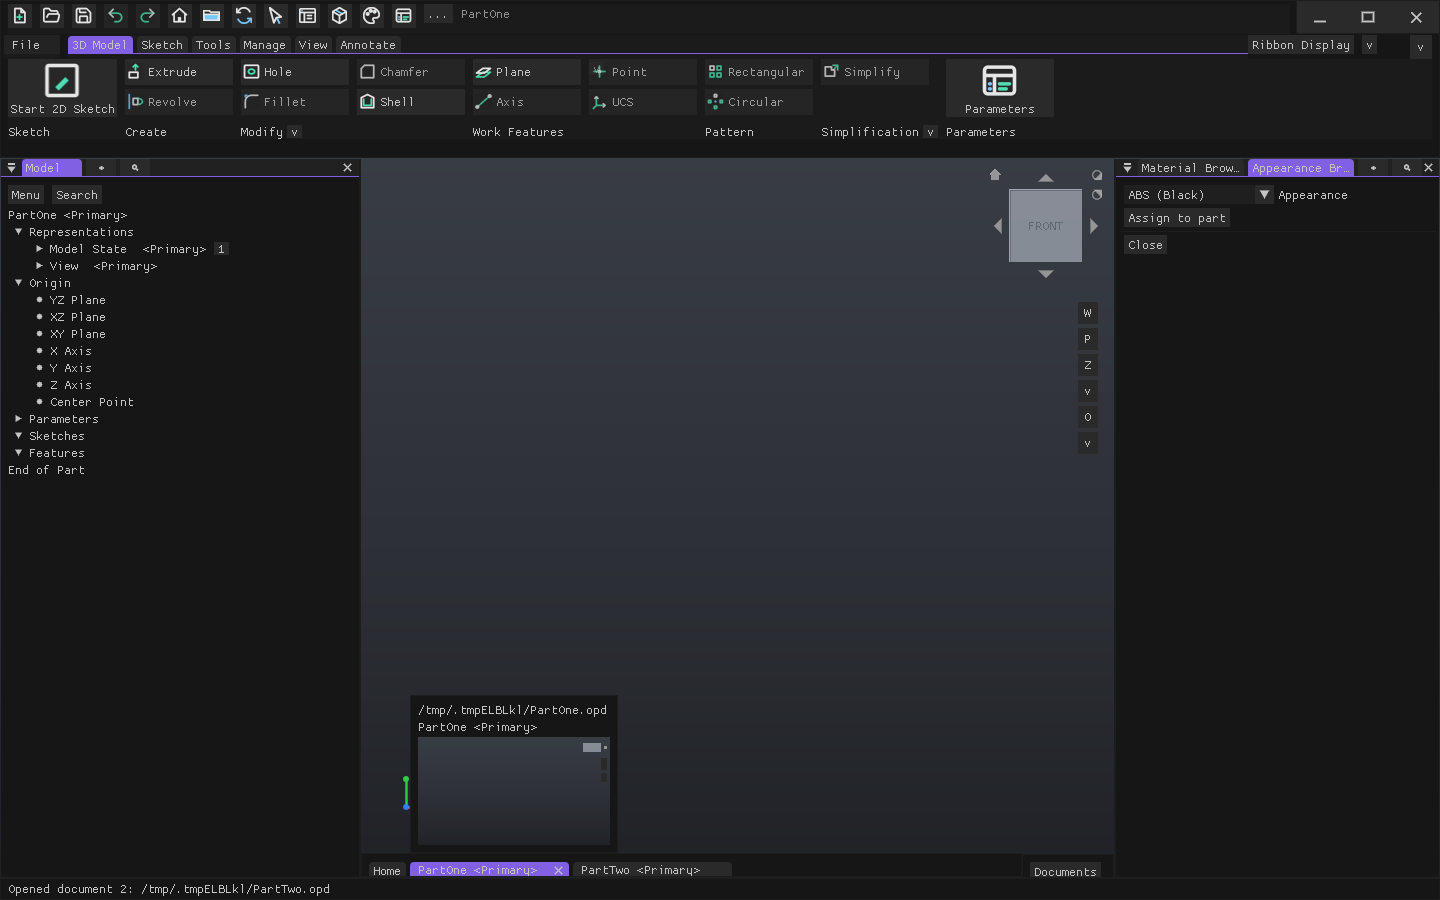 ... PartOne
File 3D Model Sketch Tools Manage View Annotate Ribbon Display v v
Start 2D Sketch
Extrude
Revolve
Hole
Fillet
Chamfer
Shell
Plane
Axis
Point
UCS
Rectangular
Circular
Simplify
Parameters
Sketch Create Modify v Work Features Pattern Simplification v Parameters
Model
Menu Search
PartOne <Primary>
Representations
Model State <Primary> 1
View <Primary>
Origin
YZ Plane
XZ Plane
XY Plane
X Axis
Y Axis
Z Axis
Center Point
Parameters
Sketches
Features
End of Part
FRONT
W
P
Z
v
O
v
Material Brow… Appearance Br…
ABS (Black) Appearance
Assign to part
Close
/tmp/.tmpELBLkl/PartOne.opd
PartOne <Primary>
Home PartOne <Primary> PartTwo <Primary> Documents
Opened document 2: /tmp/.tmpELBLkl/PartTwo.opd